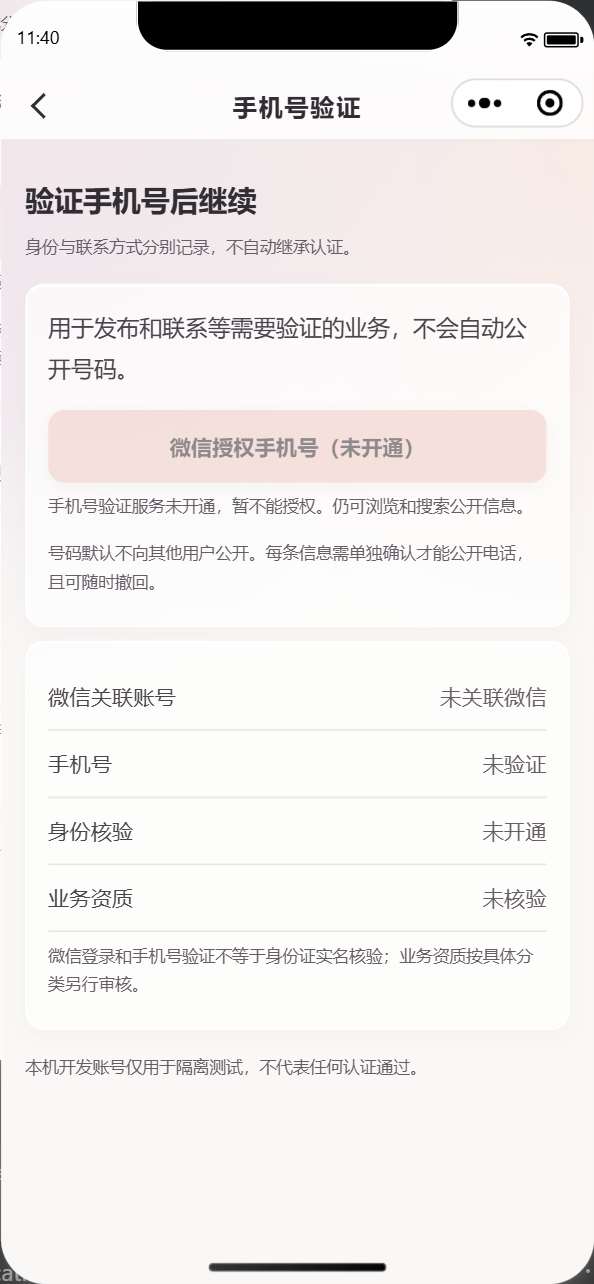 11:40
手机号验证
验证手机号后继续
身份与联系方式分别记录，不自动继承认证。
用于发布和联系等需要验证的业务，不会自动公
开号码。
微信授权手机号（未开通）
手机号验证服务未开通，暂不能授权。仍可浏览和搜索公开信息。
号码默认不向其他用户公开。每条信息需单独确认才能公开电话，
且可随时撤回。
微信关联账号 未关联微信
手机号 未验证
身份核验 未开通
业务资质 未核验
微信登录和手机号验证不等于身份证实名核验；业务资质按具体分
类另行审核。
本机开发账号仅用于隔离测试，不代表任何认证通过。